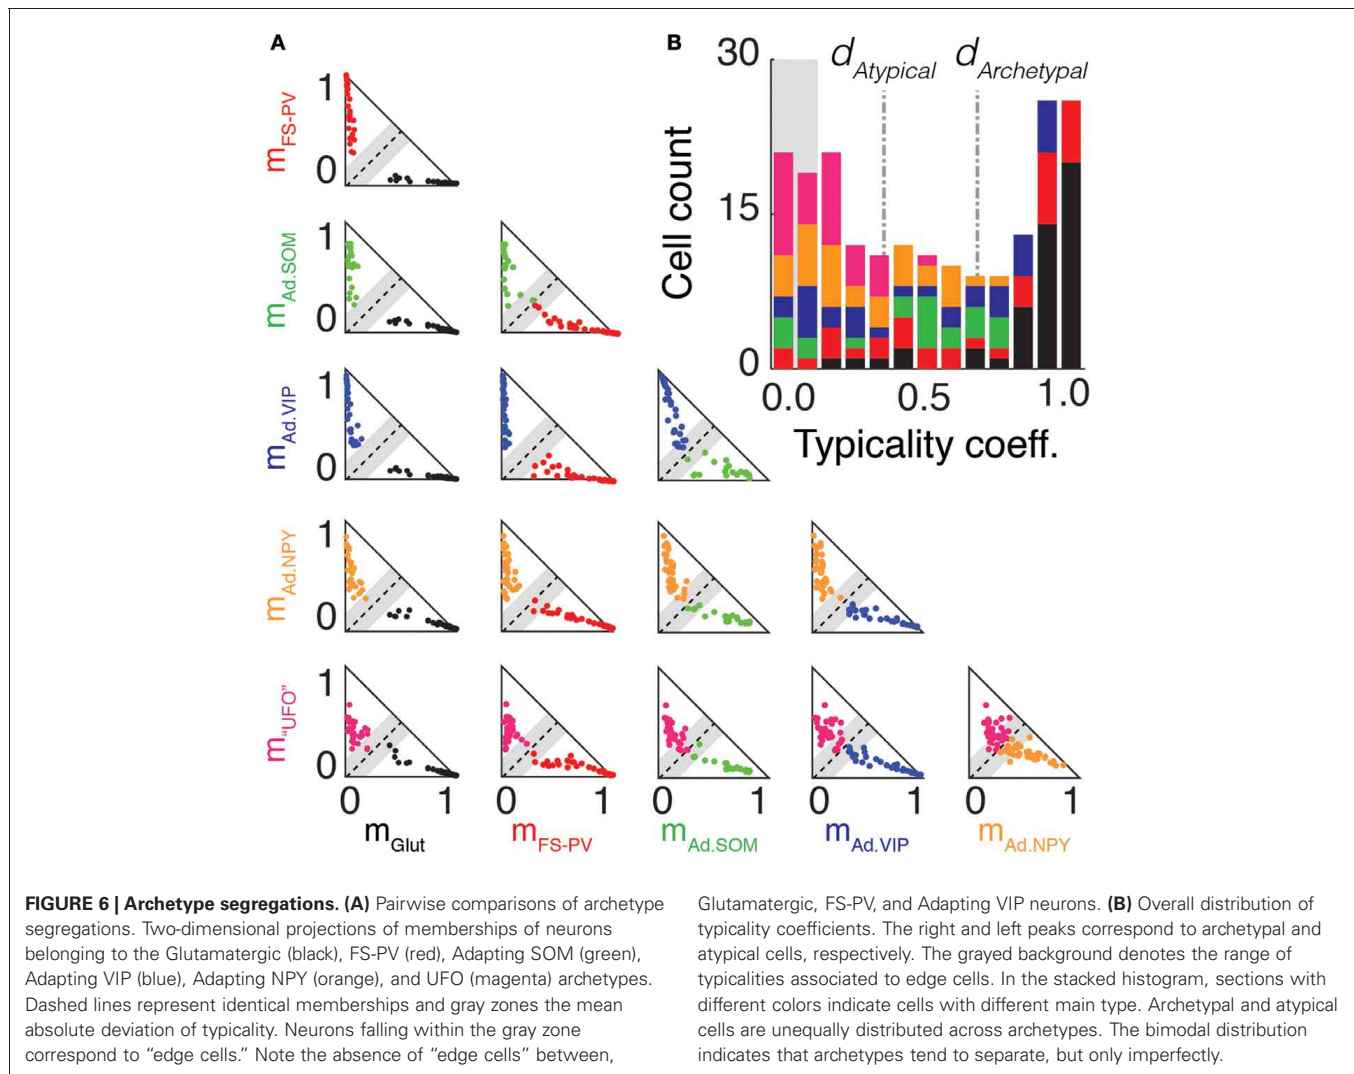 A
1
m FS-PV
0
1
m Ad.SOM
0
1
m Ad.VIP
0
1
m Ad.NPY
0
1
m "UFO"
0
0 1
0 1
0 1
0 1
0 1
m Glut
m FS-PV
m Ad.SOM
m Ad.VIP
m Ad.NPY
B
30
d Atypical
d Archetypal
Cell count
15
0
0.0 0.5 1.0
Typicality coeff.
FIGURE 6 | Archetype segregations. (A) Pairwise comparisons of archetype
segregations. Two-dimensional projections of memberships of neurons
belonging to the Glutamatergic (black), FS-PV (red), Adapting SOM (green),
Adapting VIP (blue), Adapting NPY (orange), and UFO (magenta) archetypes.
Dashed lines represent identical memberships and gray zones the mean
absolute deviation of typicality. Neurons falling within the gray zone
correspond to “edge cells.” Note the absence of “edge cells” between,
Glutamatergic, FS-PV, and Adapting VIP neurons. (B) Overall distribution of
typicality coefficients. The right and left peaks correspond to archetypal and
atypical cells, respectively. The grayed background denotes the range of
typicalities associated to edge cells. In the stacked histogram, sections with
different colors indicate cells with different main type. Archetypal and atypical
cells are unequally distributed across archetypes. The bimodal distribution
indicates that archetypes tend to separate, but only imperfectly.